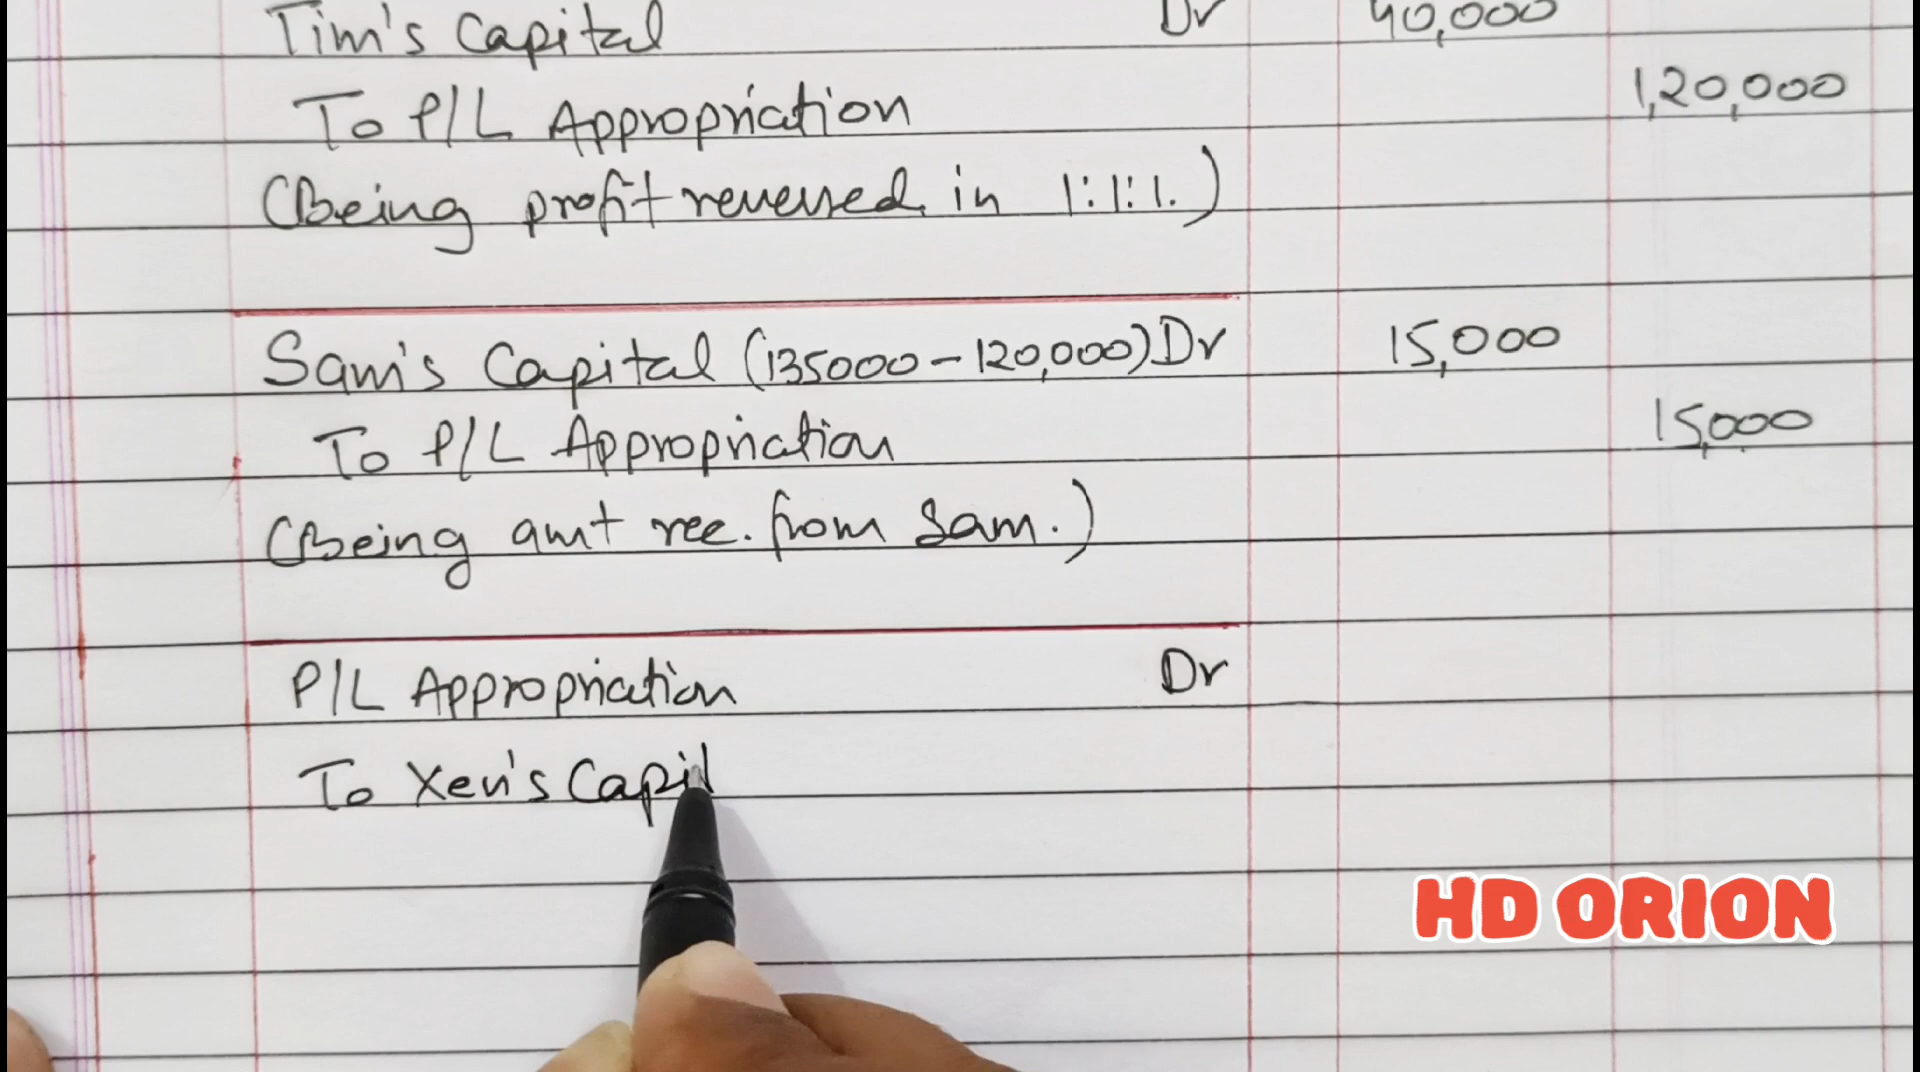 Tim's Capital Dr 40,000
To P/L Appropriation 1,20,000
(Being profit reversed in 1:1:1.)
Sam's Capital (135000-120,000) Dr 15,000
To P/L Appropriation 15,000
(Being amt rec. from Sam.)
P/L Appropriation Dr
To Xen's Capi
HD ORION